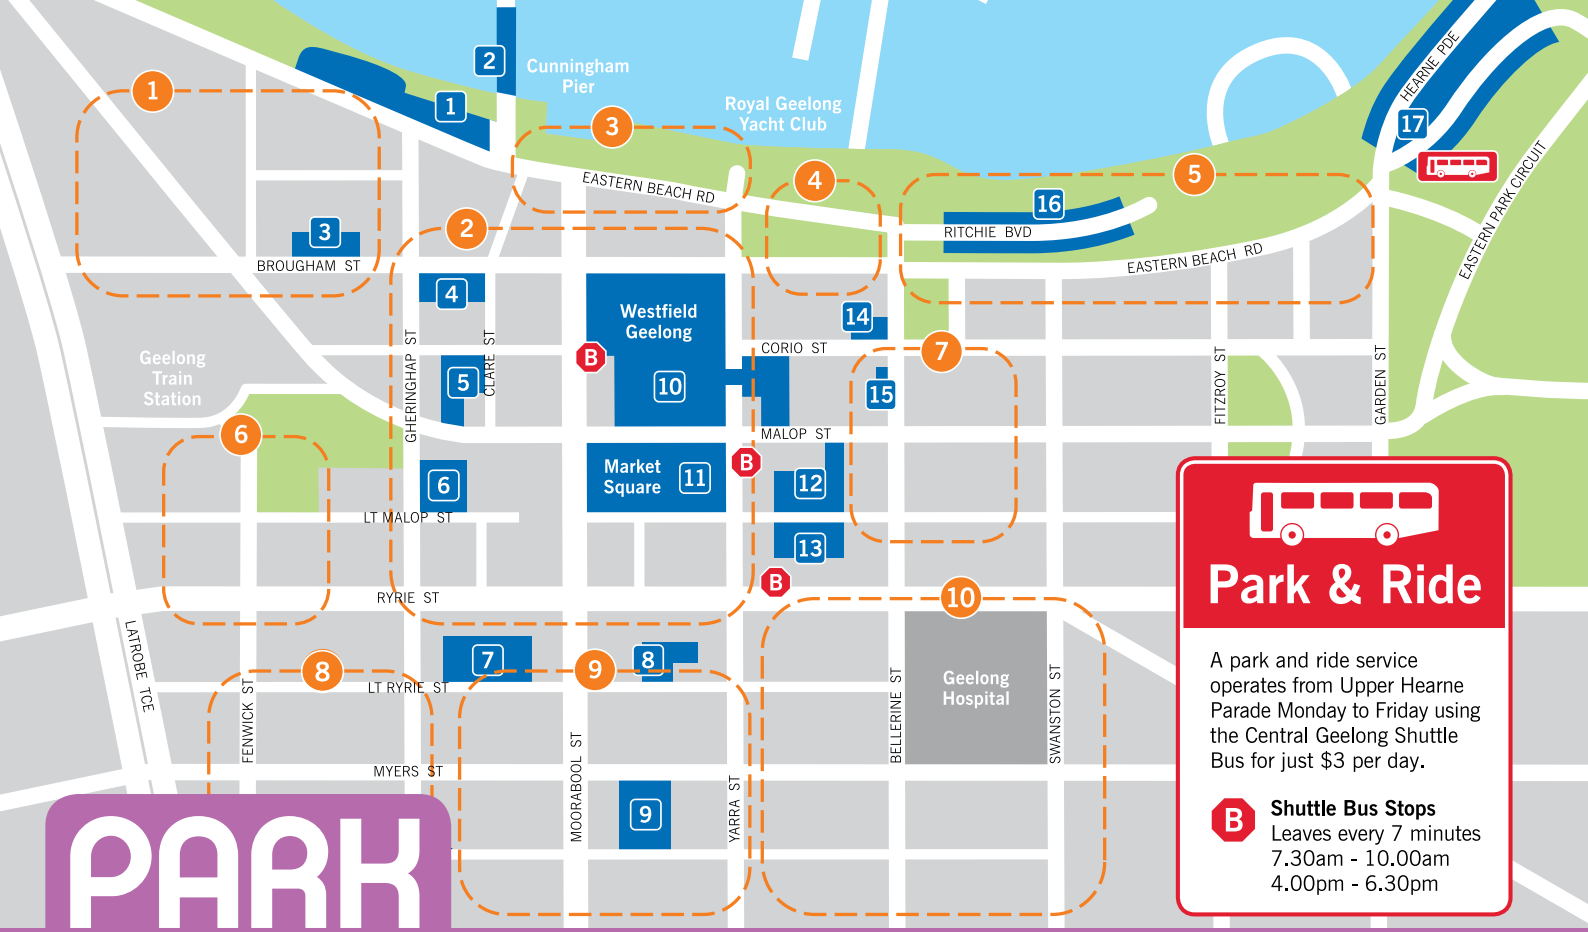 HEARNE PDE
2
Cunningham
Pier
1
1
3
Royal Geelong
Yacht Club
17
EASTERN PARK CIRCUIT
4
5
EASTERN BEACH RD
16
RITCHIE BVD
3
2
BROUGHAM ST
EASTERN BEACH RD
4
Westfield
Geelong
14
GHERINGHAP ST
CLARE ST
CORIO ST
7
B
Geelong
Train
Station
5
10
15
FITZROY ST
GARDEN ST
6
MALOP ST
B
Market
Square
11
12
6
LT MALOP ST
13
B
RYRIE ST
10
LATROBE TCE
7
8
9
8
LT RYRIE ST
FENWICK ST
Geelong
Hospital
BELLERINE ST
SWANSTON ST
MYERS ST
MOORABOOL ST
YARRA ST
9
PARK
Park & Ride
A park and ride service
operates from Upper Hearne
Parade Monday to Friday using
the Central Geelong Shuttle
Bus for just $3 per day.
B
Shuttle Bus Stops
Leaves every 7 minutes
7.30am - 10.00am
4.00pm - 6.30pm